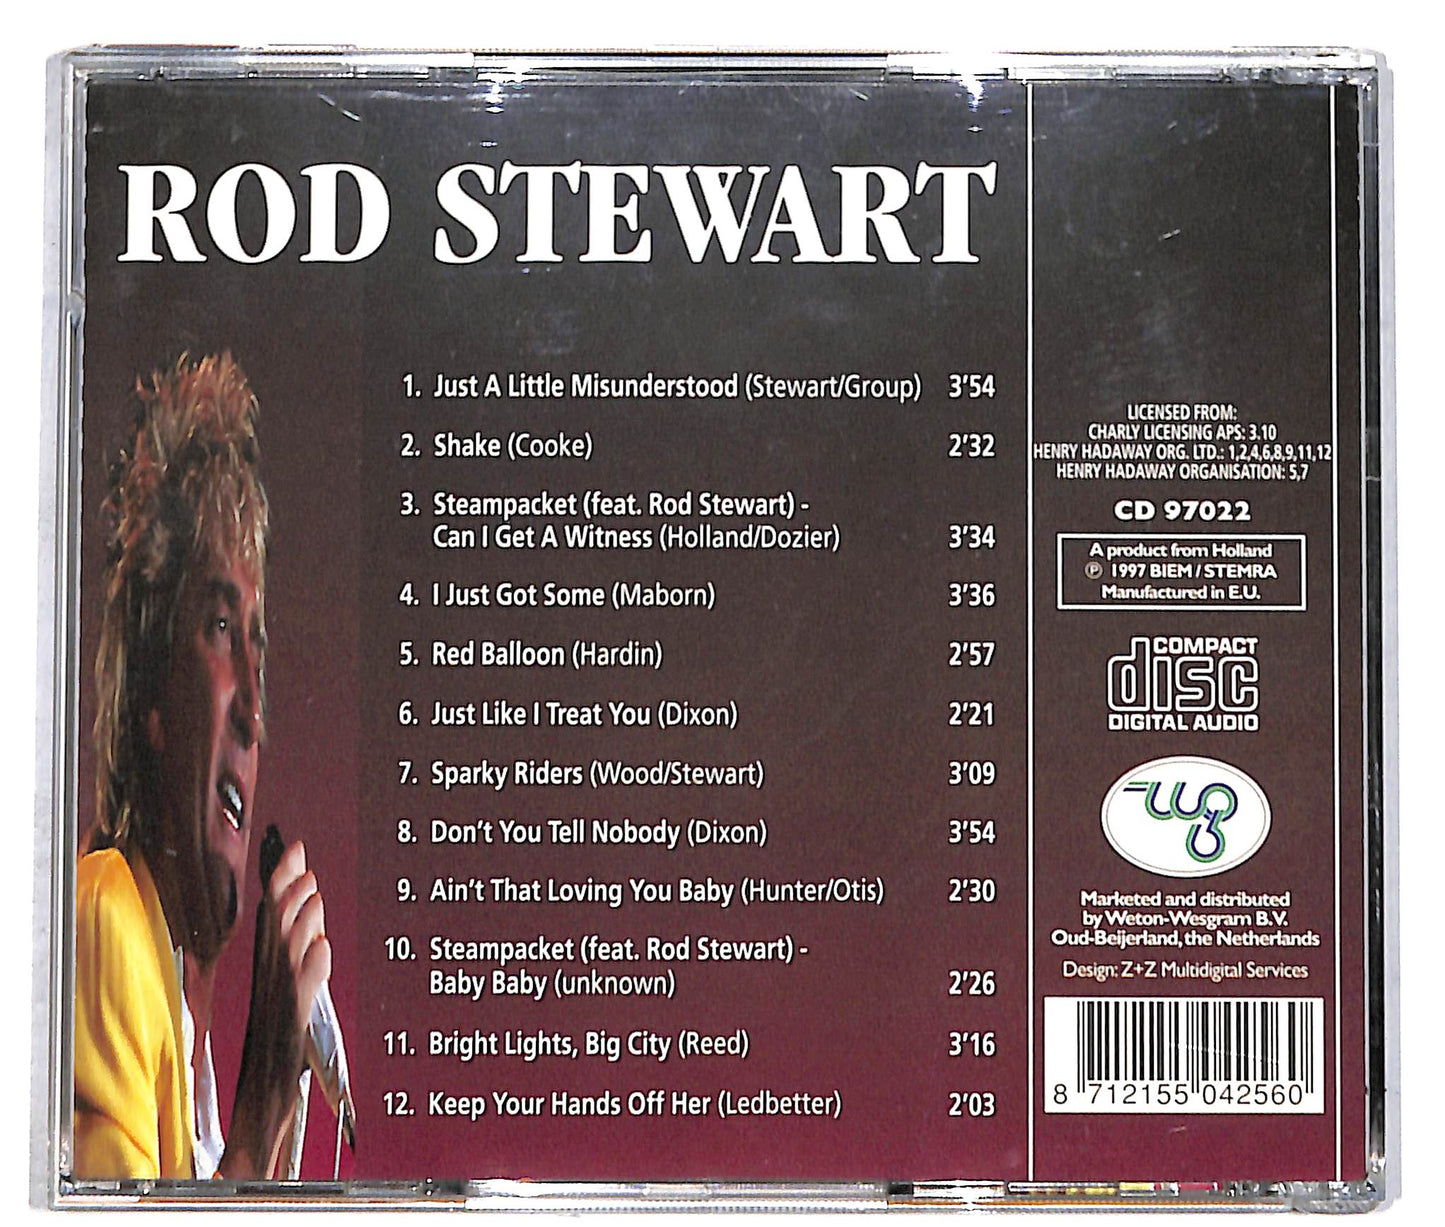 ROD STEWART
1. Just A Little Misunderstood (Stewart/Group) 3'54
2. Shake (Cooke) 2'32
3. Steampacket (feat. Rod Stewart) -
Can I Get A Witness (Holland/Dozier) 3'34
4. I Just Got Some (Maborn) 3'36
5. Red Balloon (Hardin) 2'57
6. Just Like I Treat You (Dixon) 2'21
7. Sparky Riders (Wood/Stewart) 3'09
8. Don't You Tell Nobody (Dixon) 3'54
9. Ain't That Loving You Baby (Hunter/Otis) 2'30
10. Steampacket (feat. Rod Stewart) -
Baby Baby (unknown) 2'26
11. Bright Lights, Big City (Reed) 3'16
12. Keep Your Hands Off Her (Ledbetter) 2'03
LICENSED FROM:
CHARLY LICENSING APS: 3.10
HENRY HADAWAY ORG. LTD.: 1,2,4,6,8,9,11,12
HENRY HADAWAY ORGANISATION: 5,7
CD 97022
A product from Holland
℗ 1997 BIEM / STEMRA
Manufactured in E.U.
COMPACT
disc
DIGITAL AUDIO
Marketed and distributed
by Weton-Wesgram B.V.
Oud-Beijerland, the Netherlands
Design: Z+Z Multidigital Services
8 712155 042560